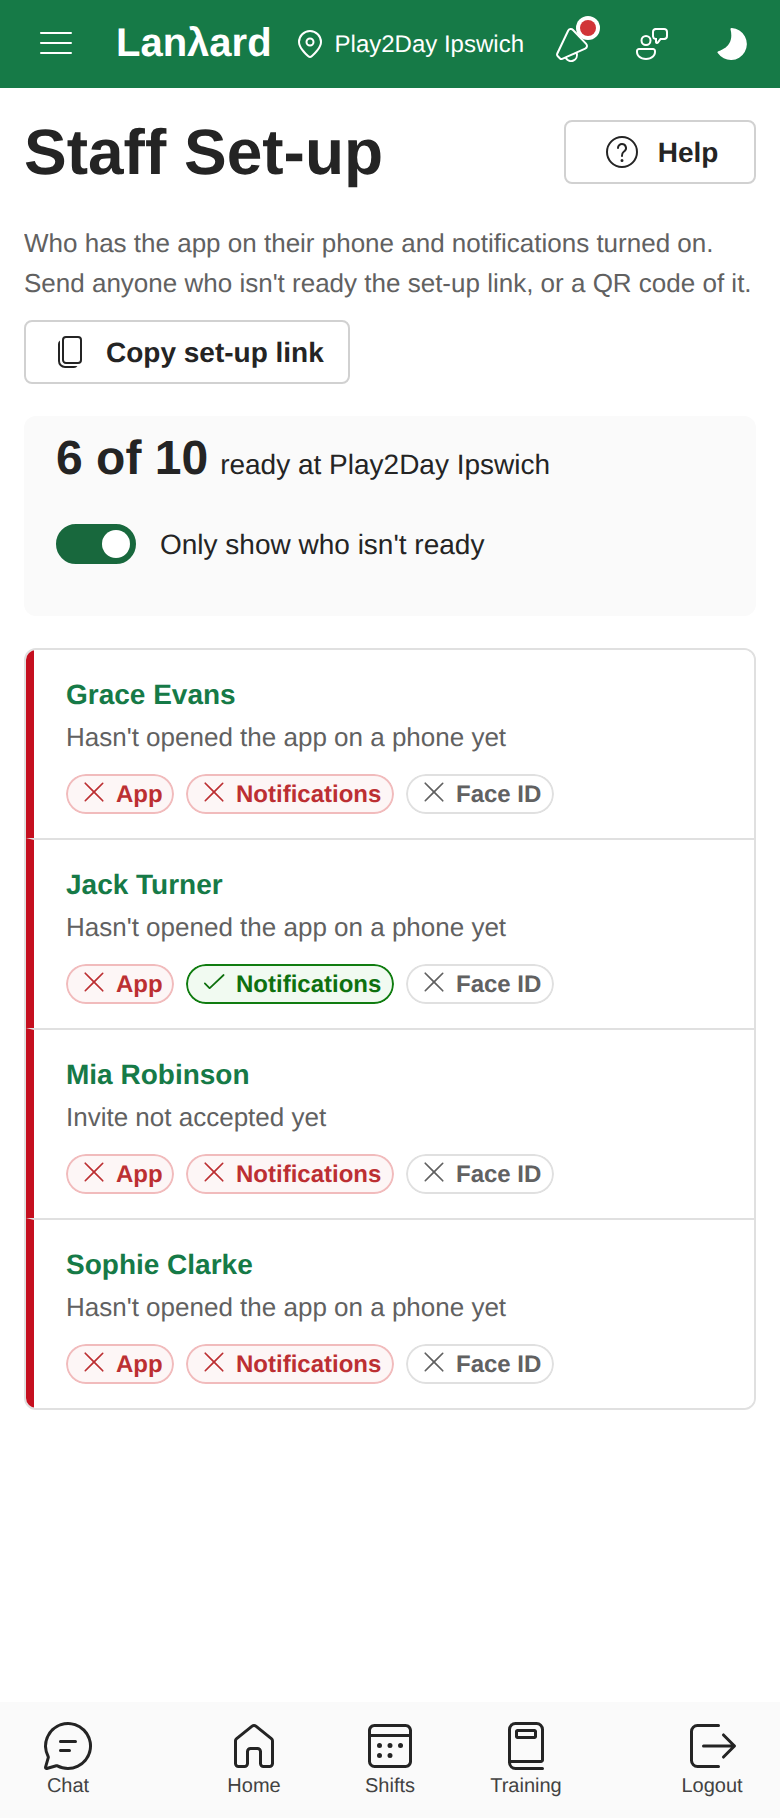 Lanλard
Play2Day Ipswich
Staff Set-up
Help
Who has the app on their phone and notifications turned on.
Send anyone who isn't ready the set-up link, or a QR code of it.
Copy set-up link
6 of 10 ready at Play2Day Ipswich
Only show who isn't ready
Grace Evans
Hasn't opened the app on a phone yet
App Notifications Face ID
Jack Turner
Hasn't opened the app on a phone yet
App Notifications Face ID
Mia Robinson
Invite not accepted yet
App Notifications Face ID
Sophie Clarke
Hasn't opened the app on a phone yet
App Notifications Face ID
Chat Home Shifts Training Logout